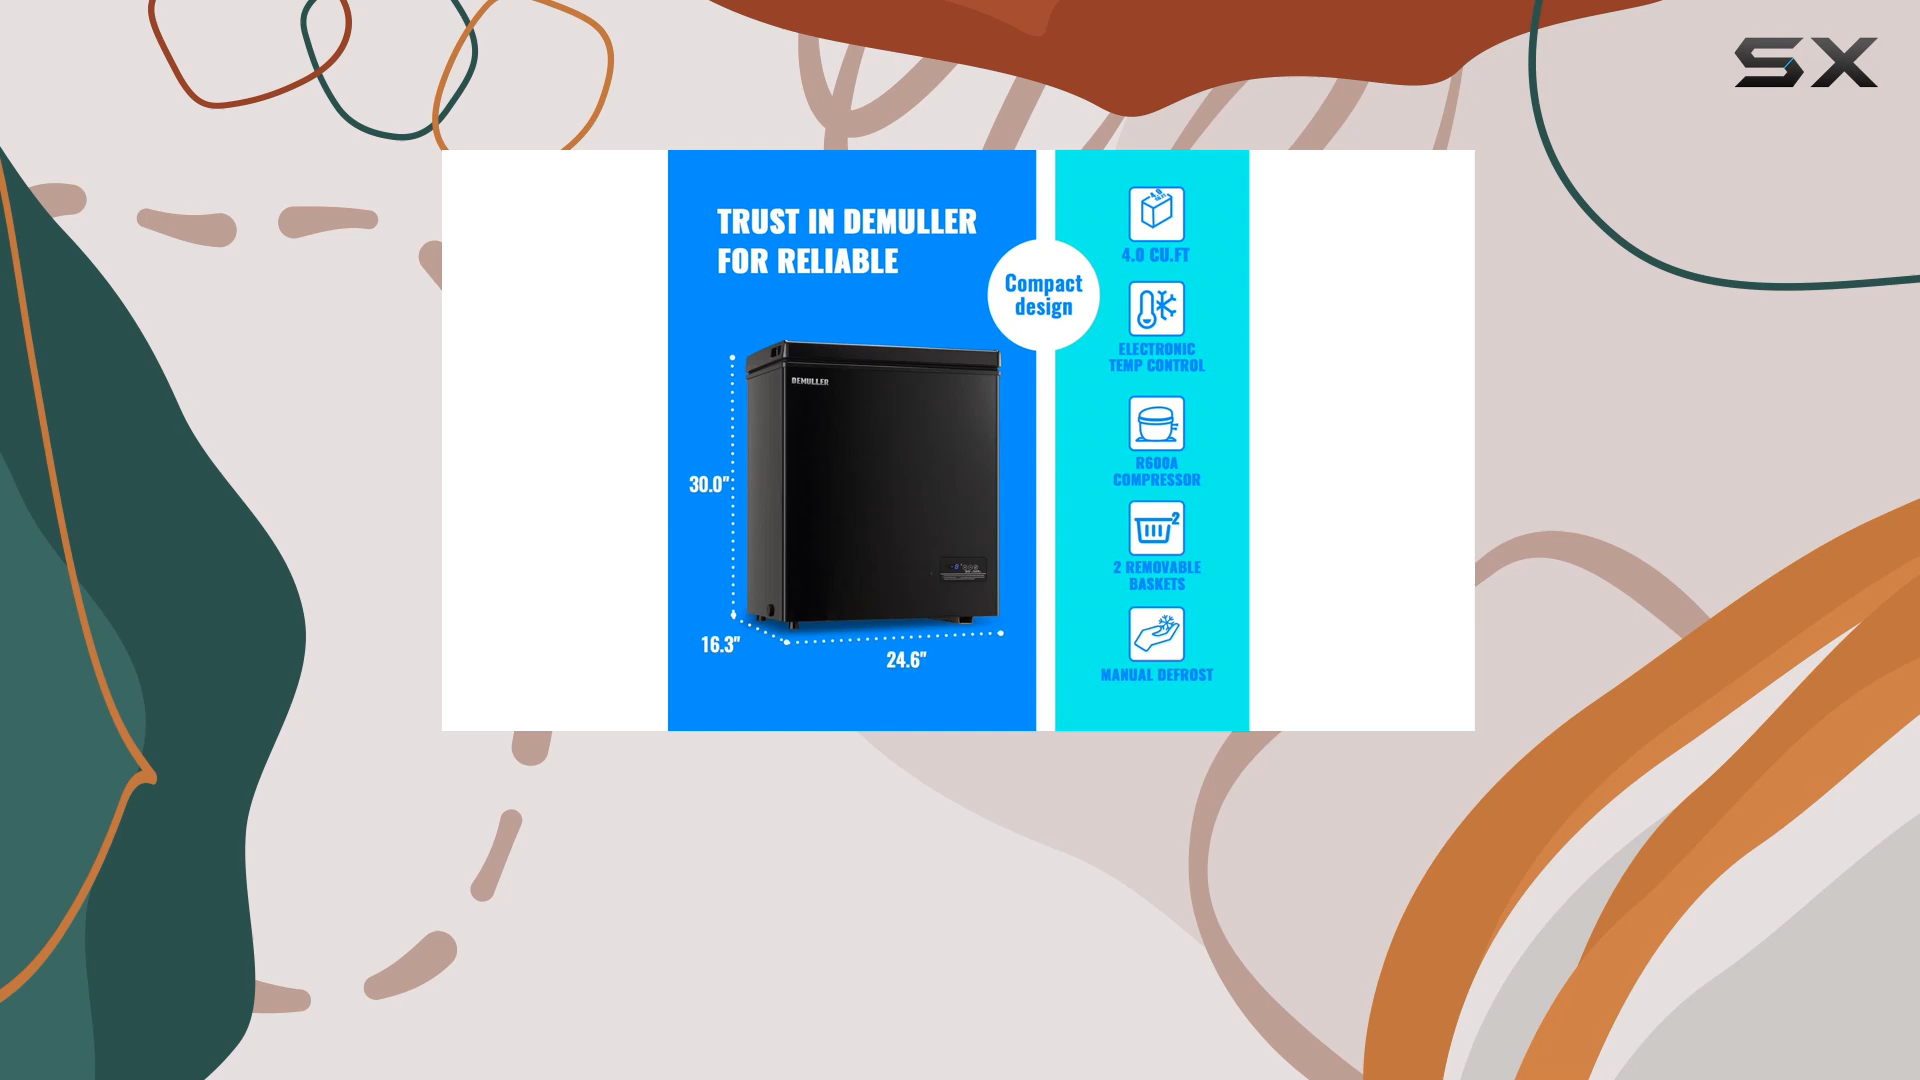 SX
TRUST IN DEMULLER
FOR RELIABLE
Compact
design
DEMULLER
30.0"
16.3"
24.6"
4.0 CU.FT
ELECTRONIC
TEMP CONTROL
R600A
COMPRESSOR
2
2 REMOVABLE
BASKETS
MANUAL DEFROST